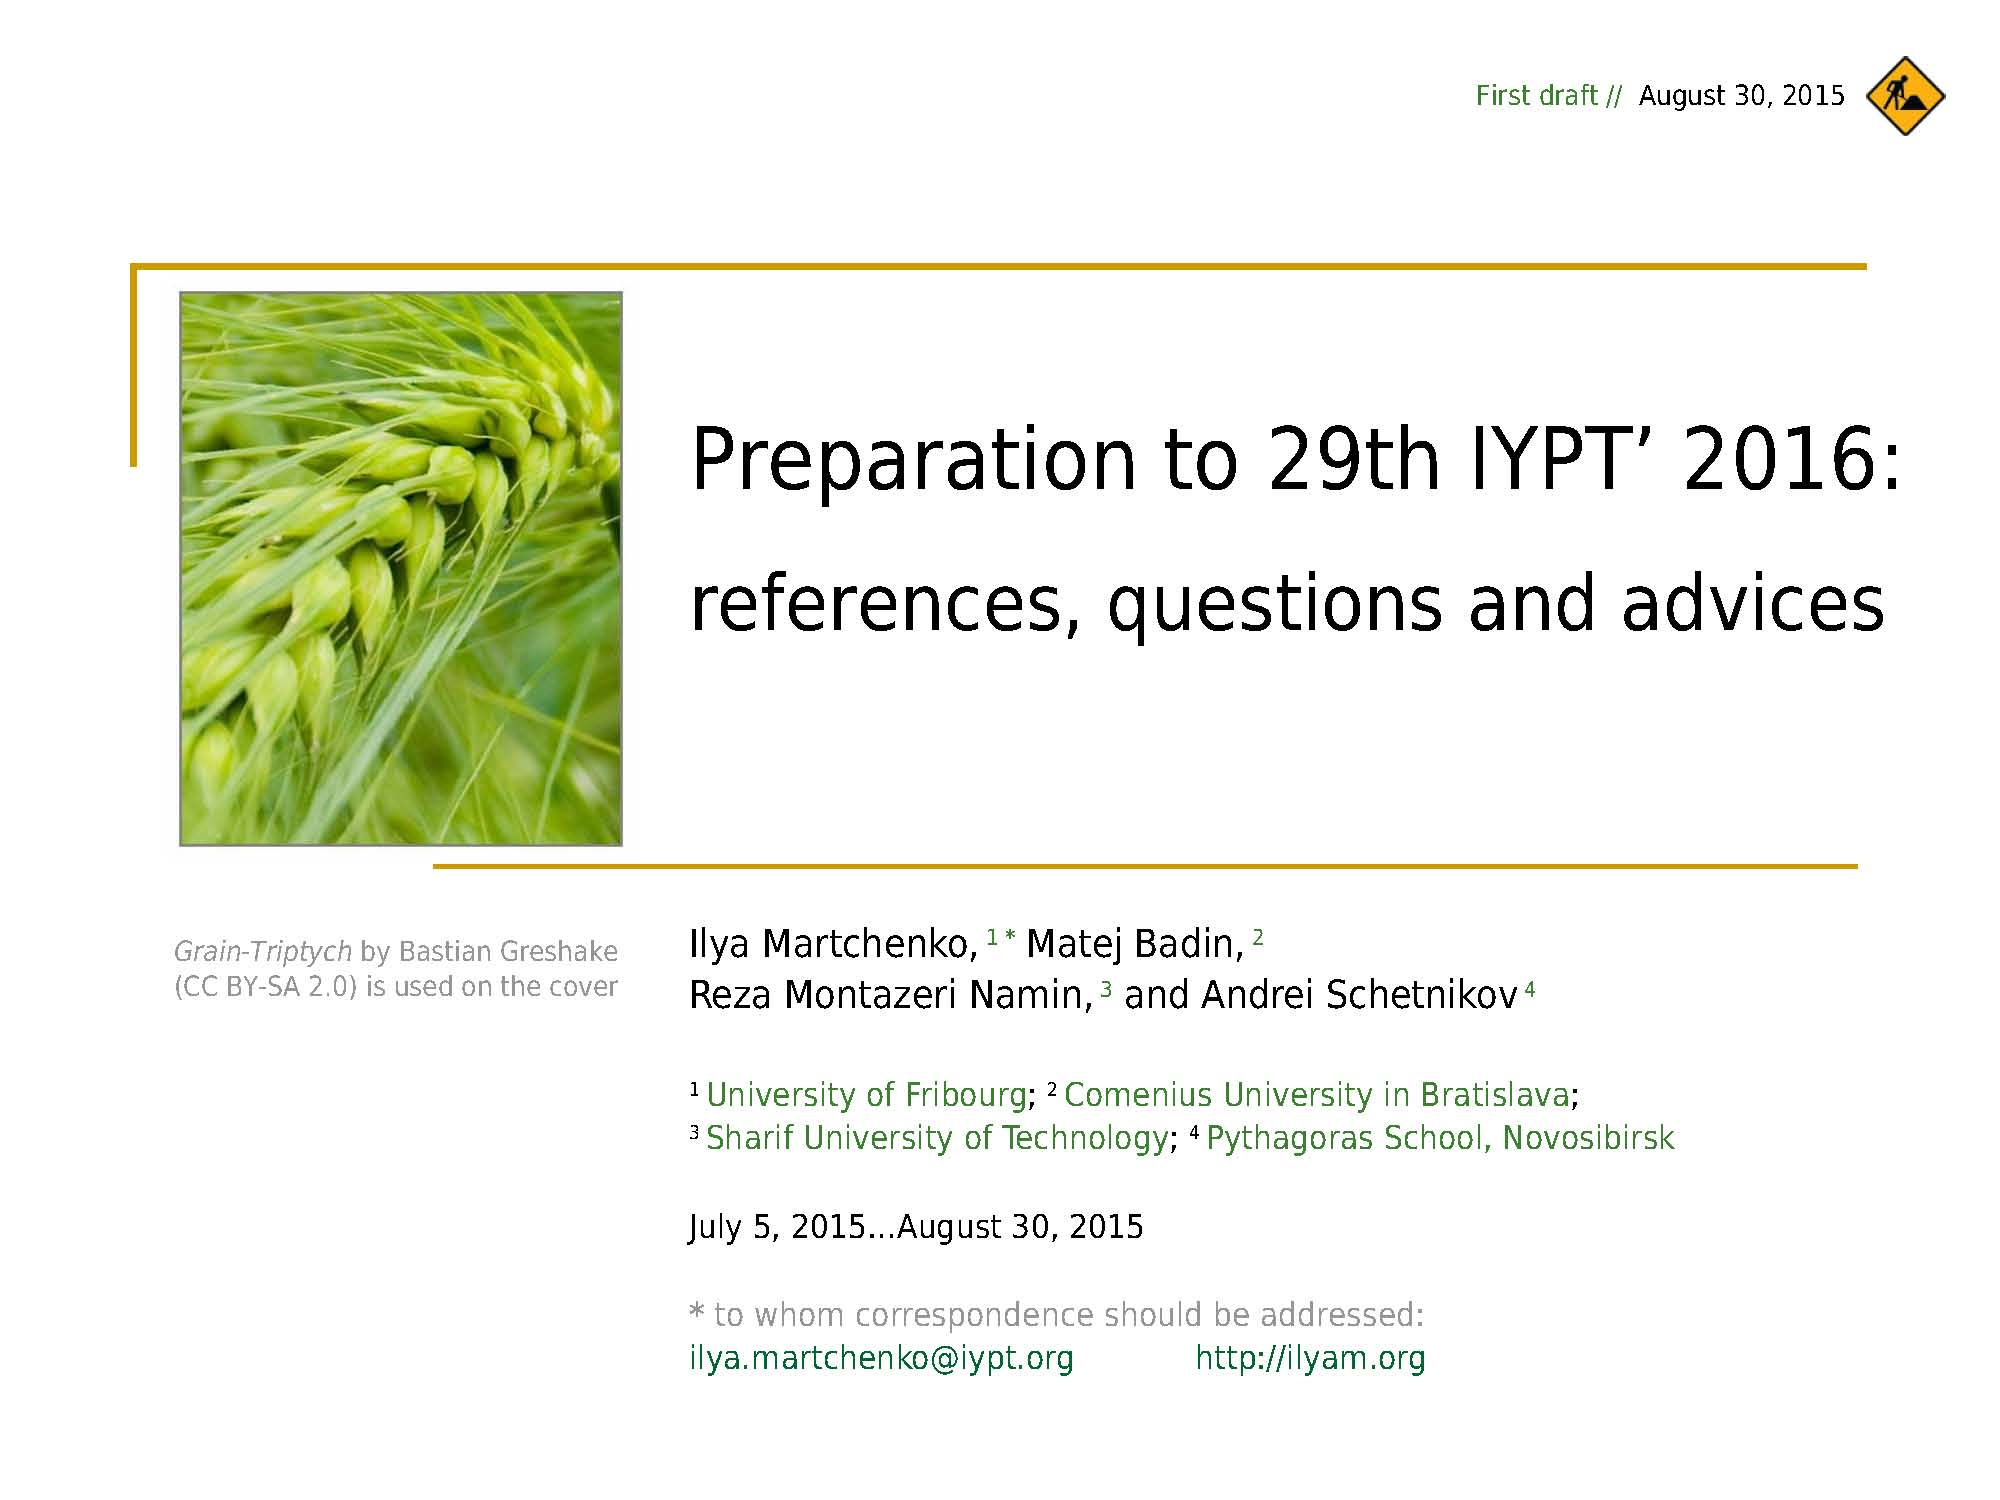 First draft // August 30, 2015
Preparation to 29th IYPT’ 2016:
references, questions and advices
Grain-Triptych by Bastian Greshake
(CC BY-SA 2.0) is used on the cover
Ilya Martchenko, 1 * Matej Badin, 2
Reza Montazeri Namin, 3 and Andrei Schetnikov 4
1 University of Fribourg; 2 Comenius University in Bratislava;
3 Sharif University of Technology; 4 Pythagoras School, Novosibirsk
July 5, 2015...August 30, 2015
* to whom correspondence should be addressed:
ilya.martchenko@iypt.org http://ilyam.org